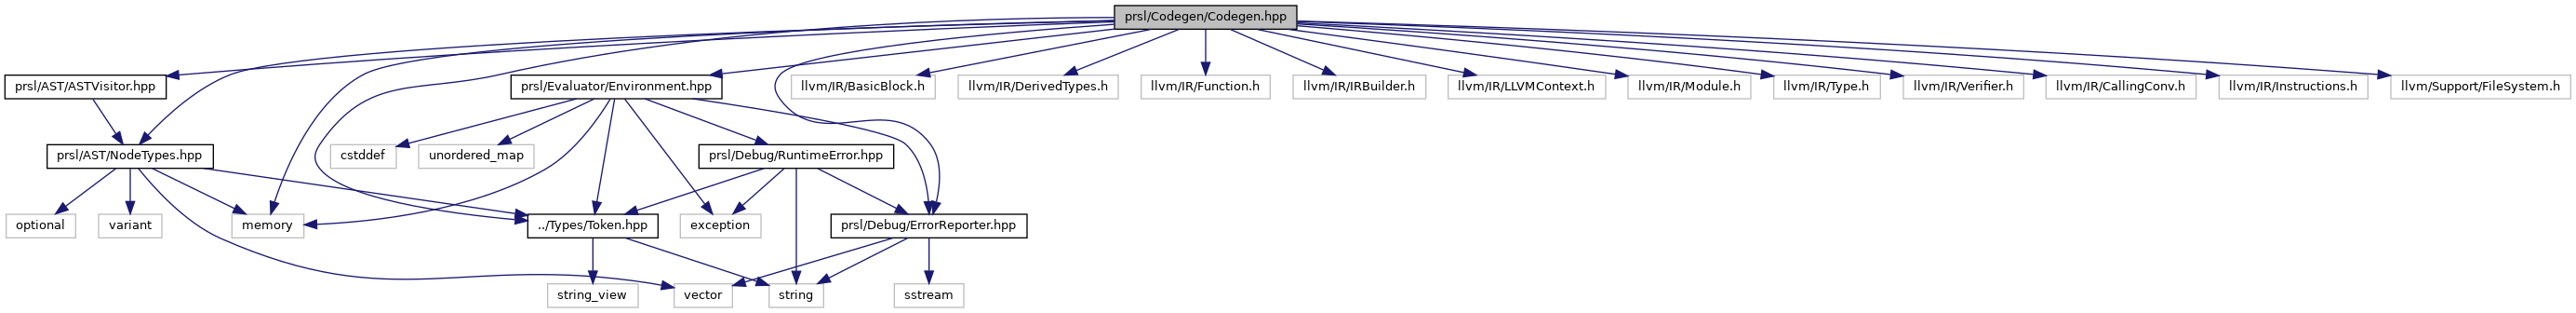 prsl/Codegen/Codegen.hpp
prsl/AST/ASTVisitor.hpp
prsl/Evaluator/Environment.hpp
llvm/IR/BasicBlock.h
llvm/IR/DerivedTypes.h
llvm/IR/Function.h
llvm/IR/IRBuilder.h
llvm/IR/LLVMContext.h
llvm/IR/Module.h
llvm/IR/Type.h
llvm/IR/Verifier.h
llvm/IR/CallingConv.h
llvm/IR/Instructions.h
llvm/Support/FileSystem.h
prsl/AST/NodeTypes.hpp
cstddef
unordered_map
prsl/Debug/RuntimeError.hpp
optional
variant
memory
../Types/Token.hpp
exception
prsl/Debug/ErrorReporter.hpp
string_view
vector
string
sstream